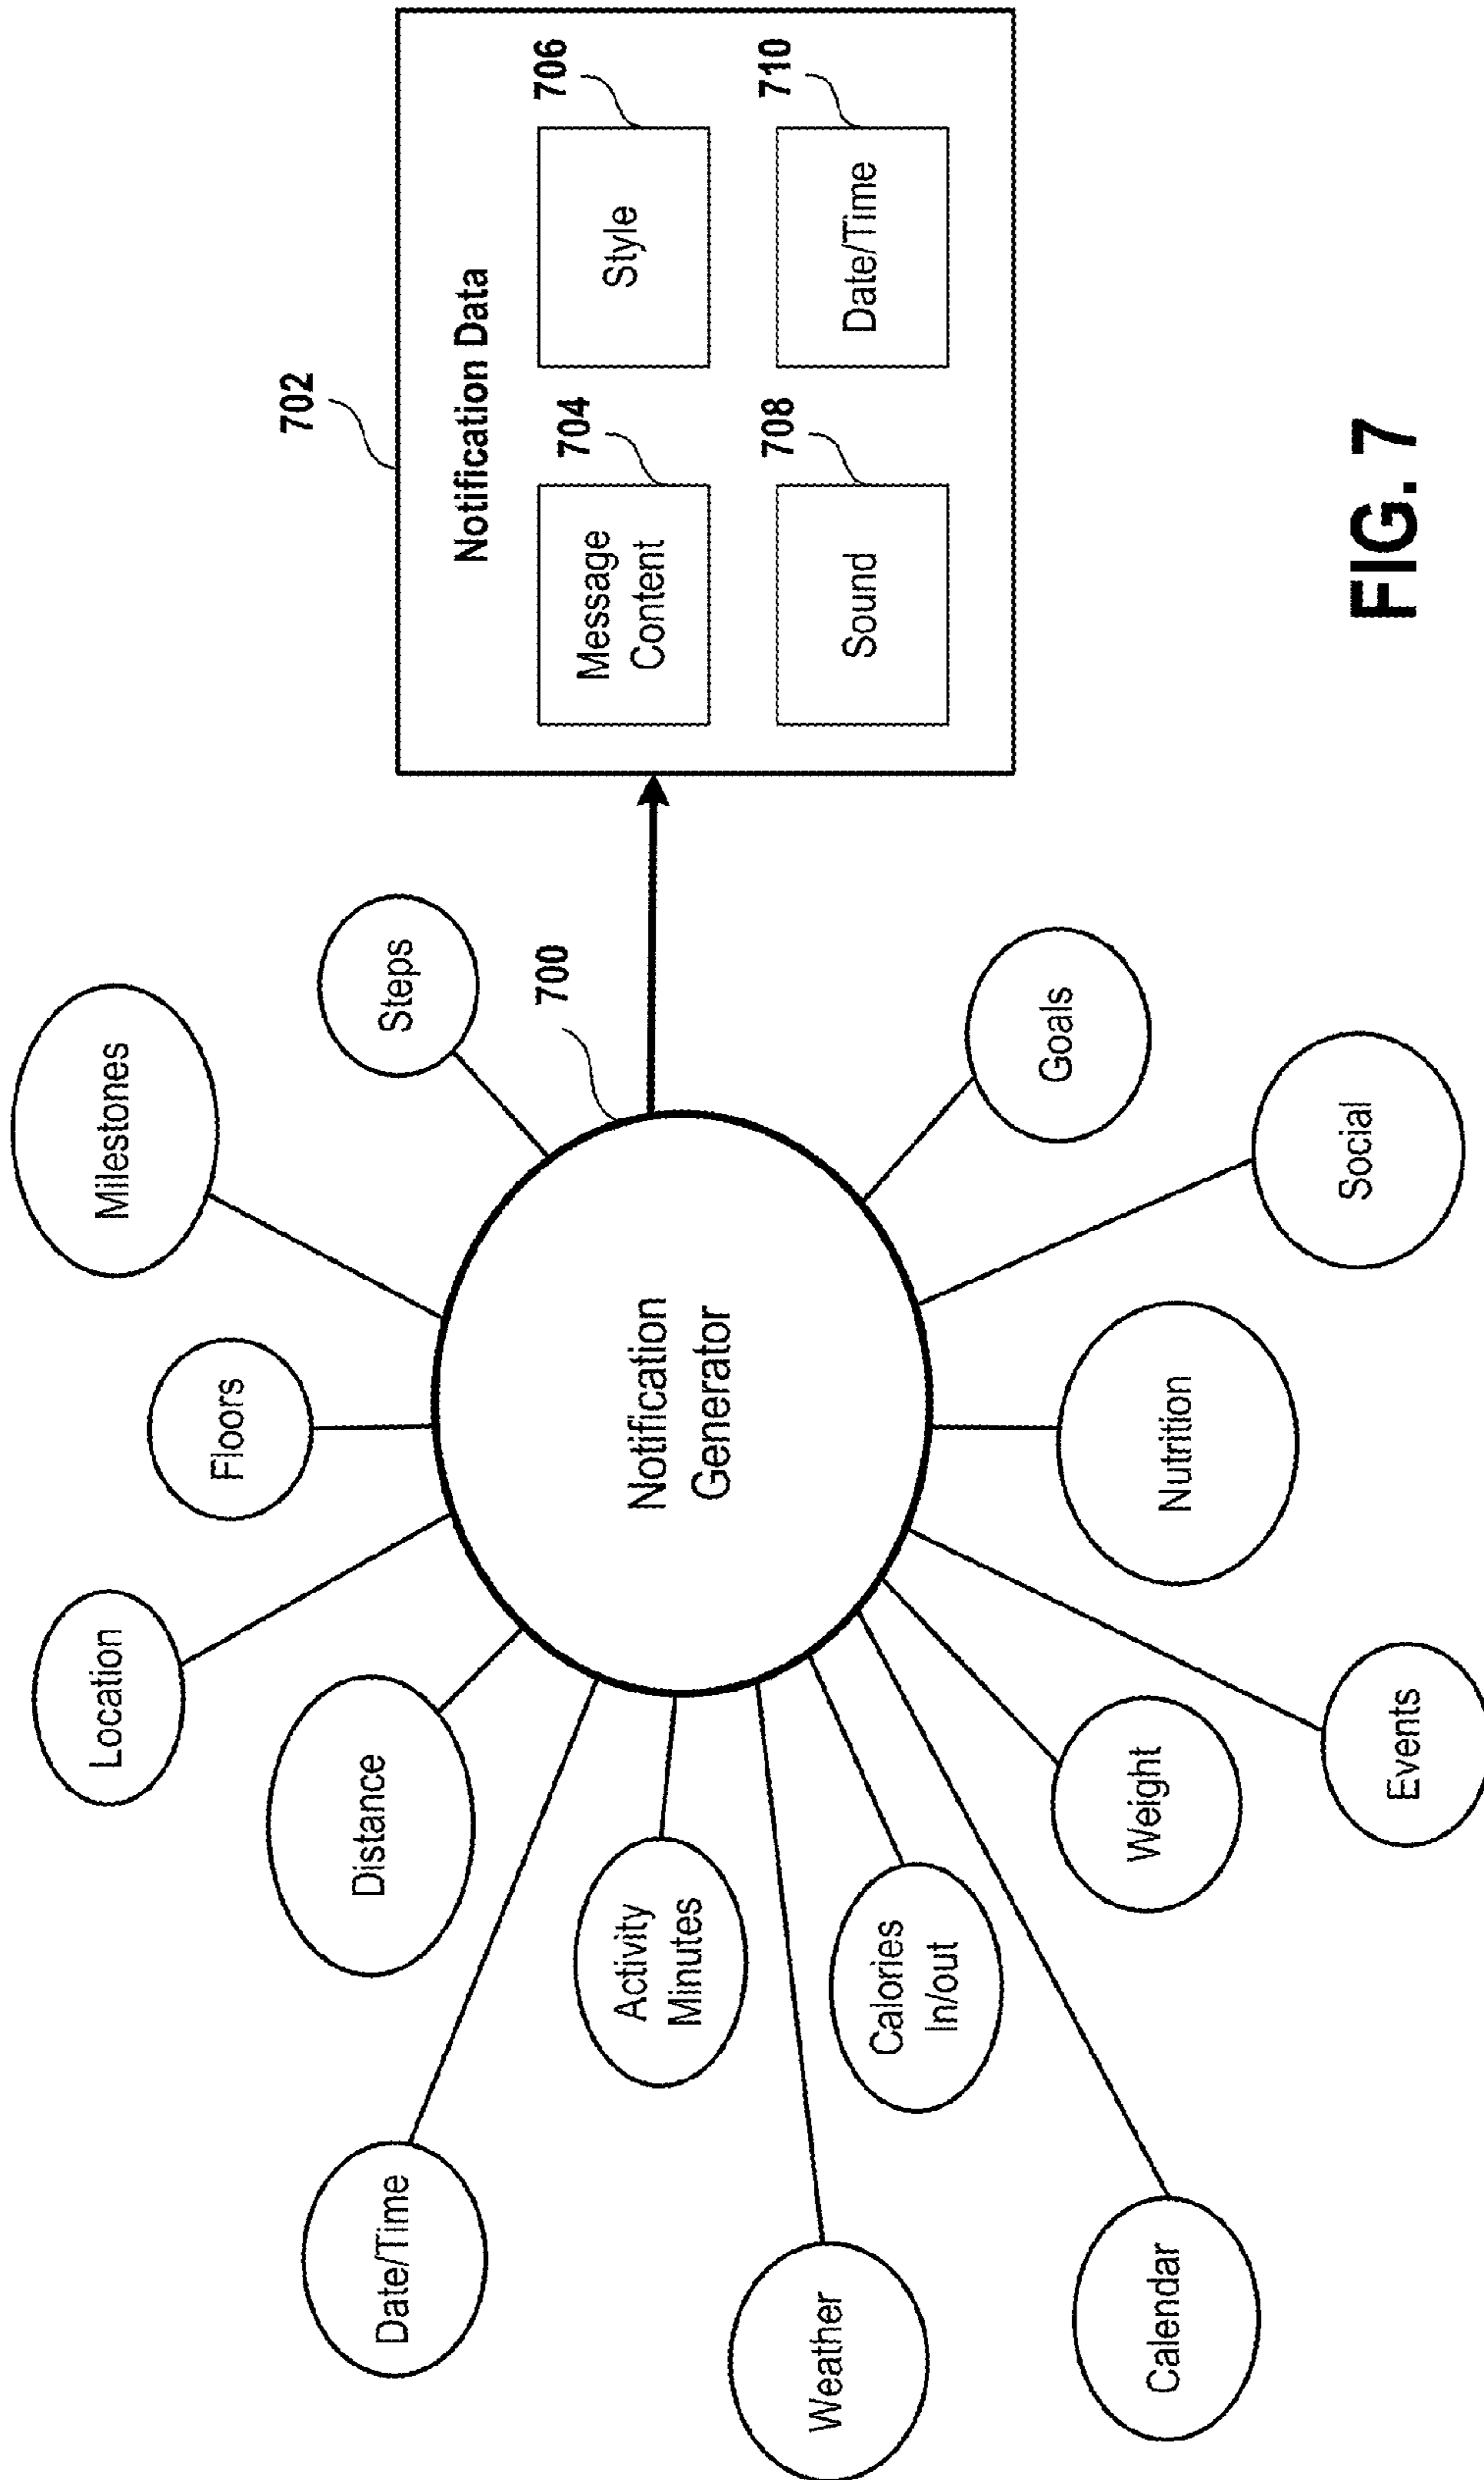 Date/Time
Location
Distance
Floors
Milestones
Steps
Weather
Activity
Minutes
Notification
Generator
700
Calories
In/out
Calendar
Weight
Nutrition
Goals
Events
Social
702
Notification Data
704
Message
Content
706
Style
708
Sound
710
Date/Time
FIG. 7